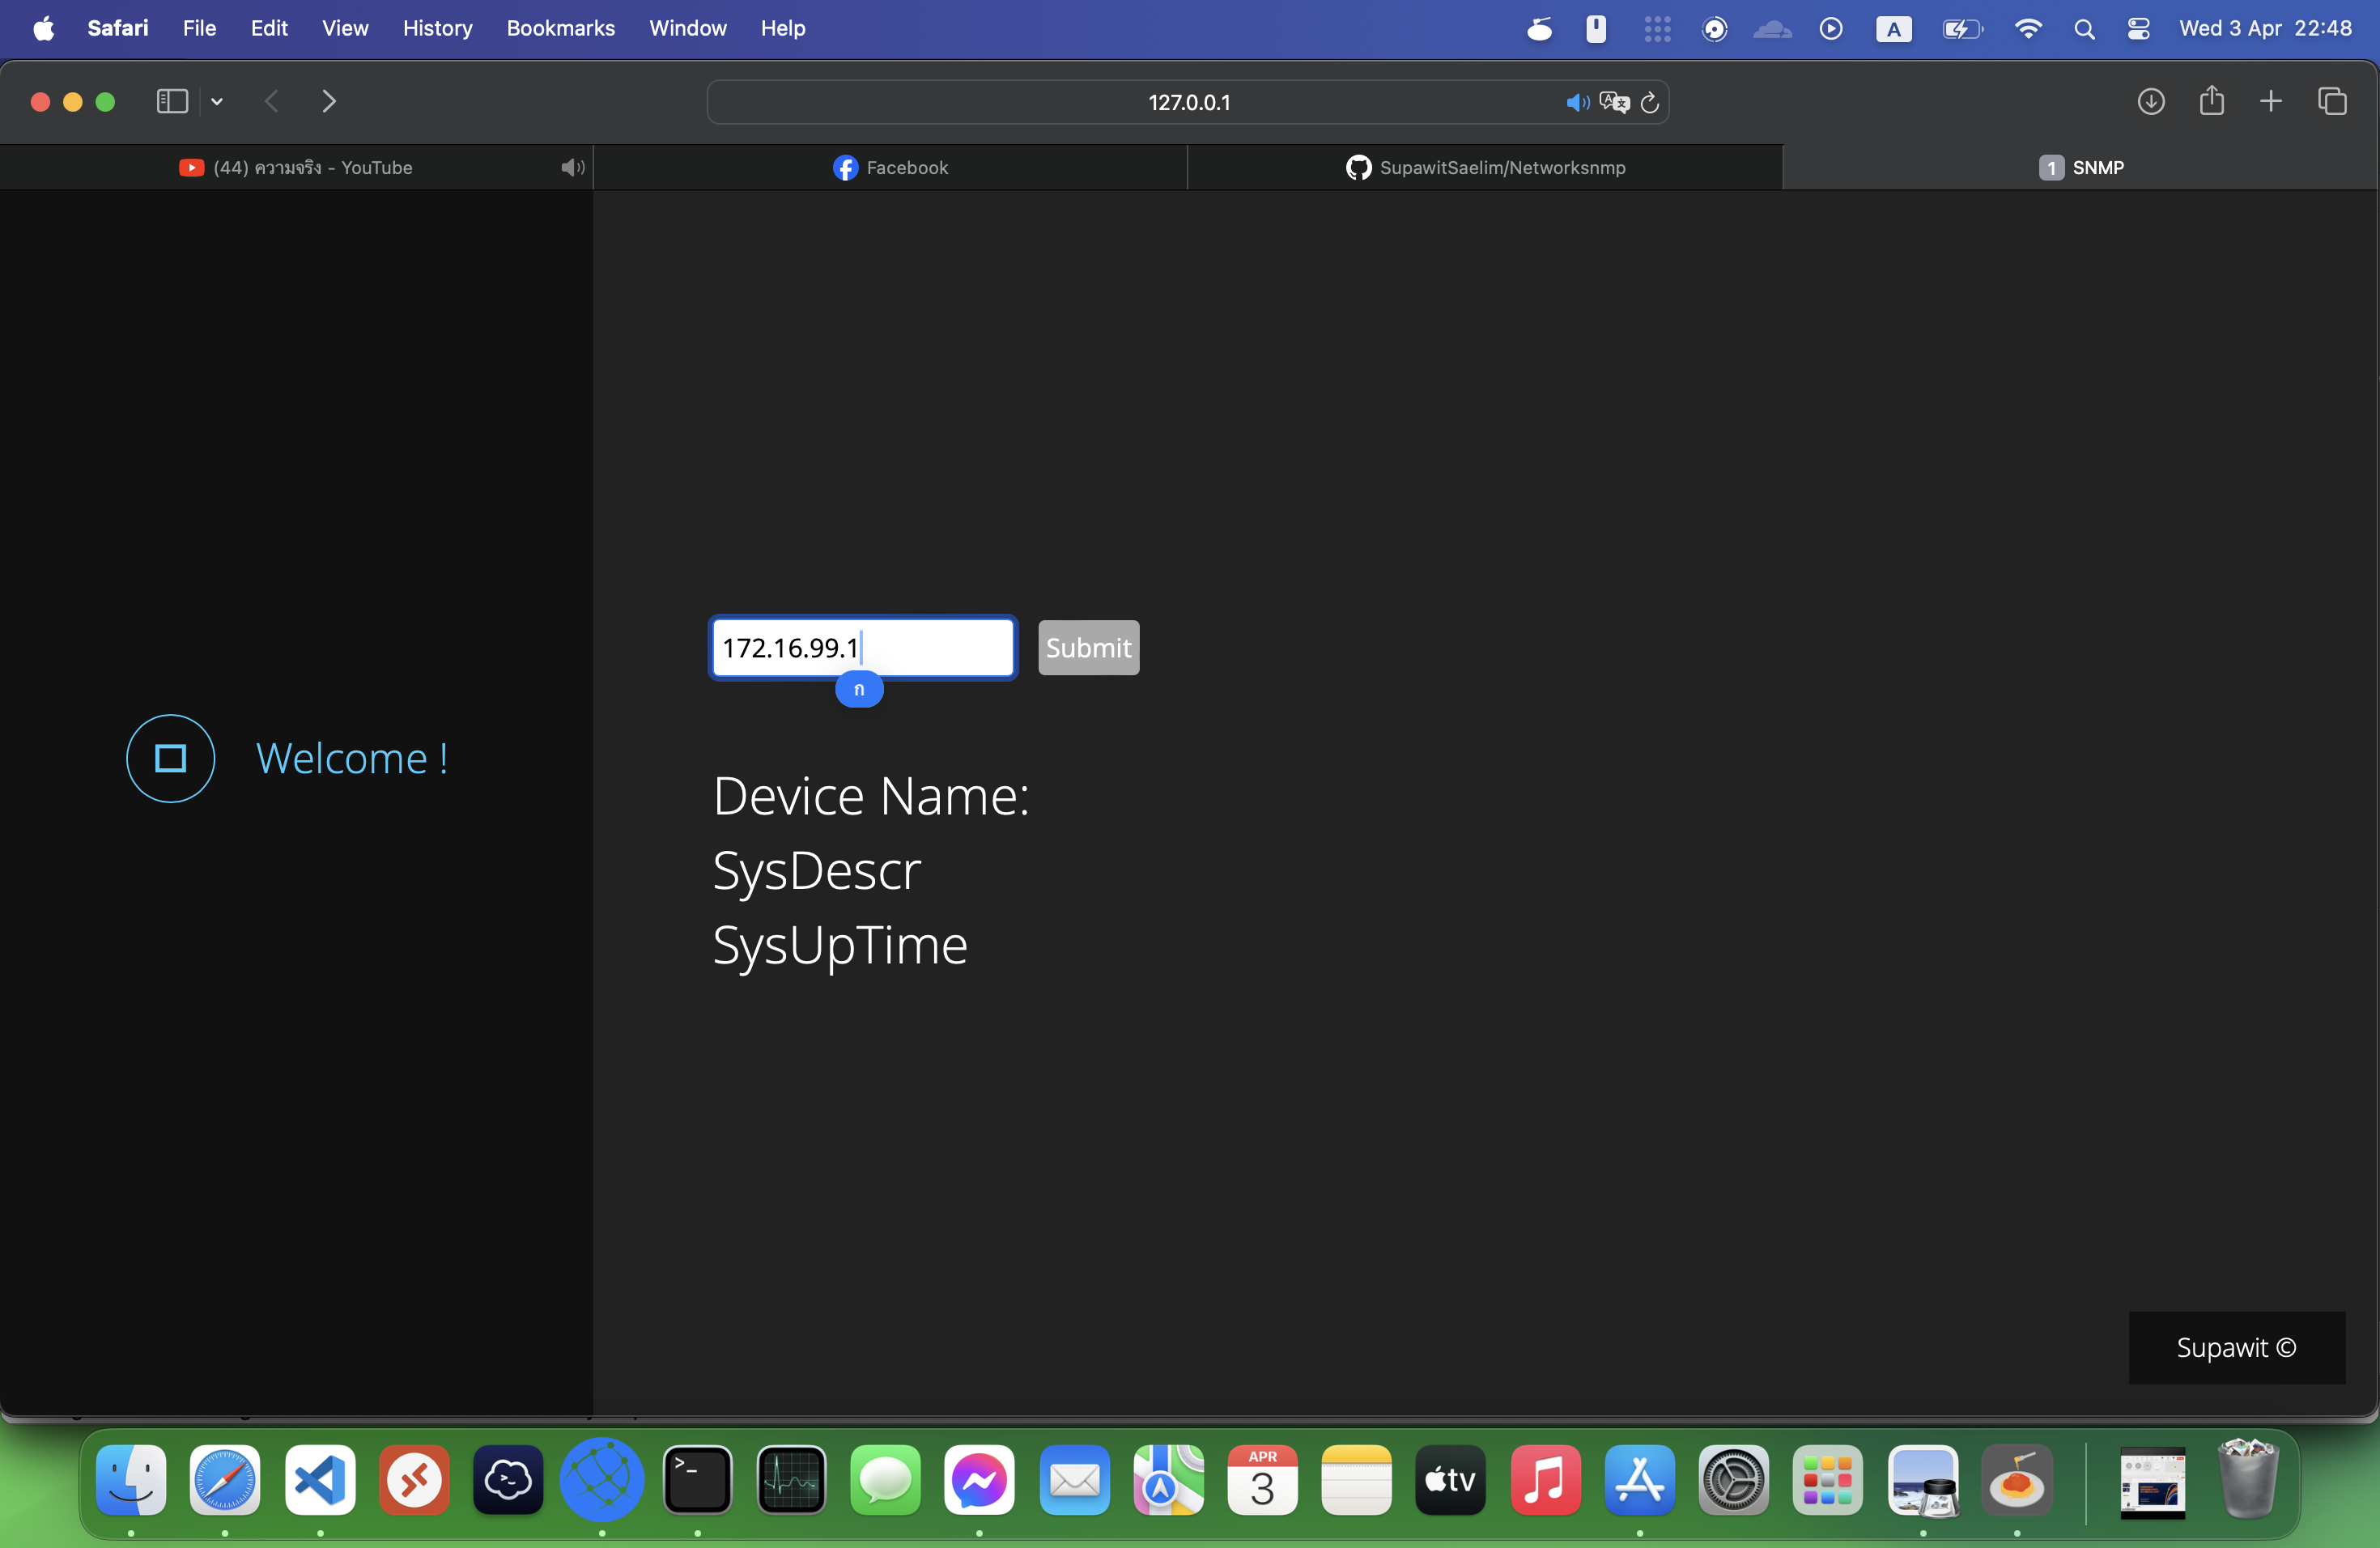 Safari File Edit View History Bookmarks Window Help A Wed 3 Apr 22:48
127.0.0.1
(44) ความจริง - YouTube
Facebook
SupawitSaelim/Networksnmp
1 SNMP
172.16.99.1
Submit
ก
Welcome !
Device Name:
SysDescr
SysUpTime
Supawit ©
APR
3
tv